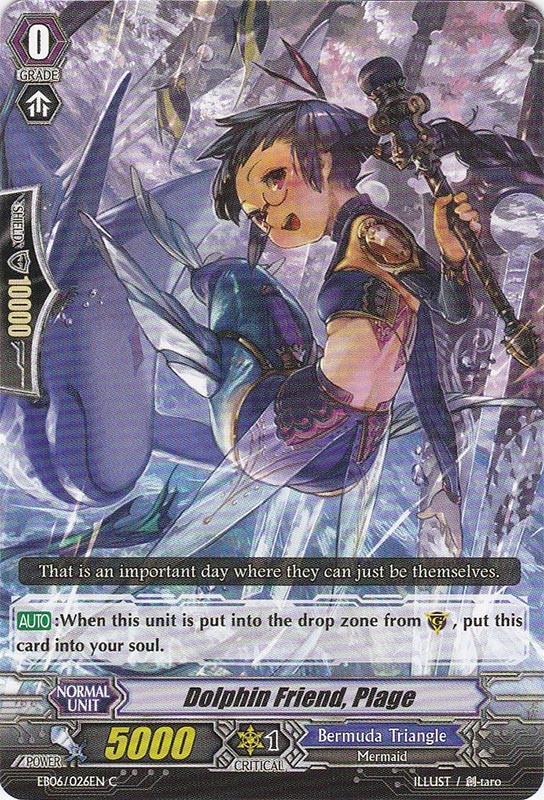 0
GRADE
SHIELD
10000
That is an important day where they can just be themselves.
AUTO:When this unit is put into the drop zone from G, put this
card into your soul.
NORMAL
UNIT
Dolphin Friend, Plage
POWER
5000
1
CRITICAL
Bermuda Triangle
Mermaid
EB06/026EN C
ILLUST / 創-taro